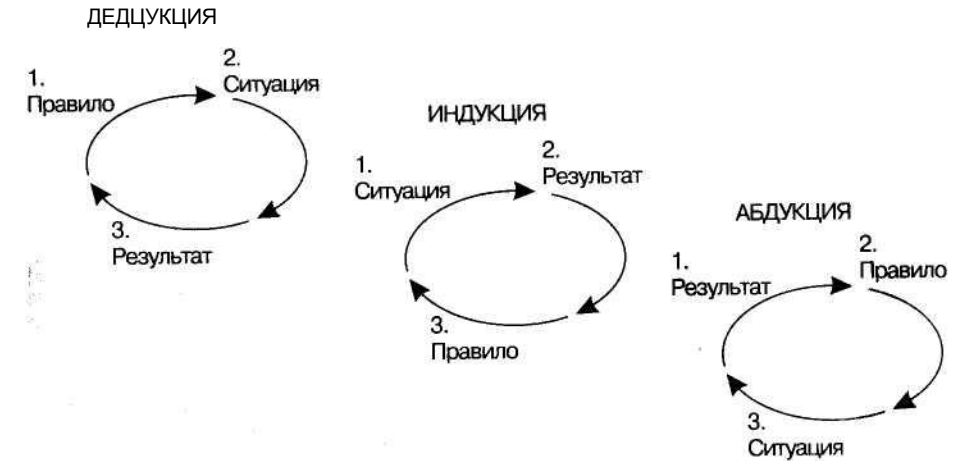 ДЕДЦУКЦИЯ
1.
Правило
2.
Ситуация
3.
Результат
ИНДУКЦИЯ
1.
Ситуация
2.
Результат
3.
Правило
АБДУКЦИЯ
1.
Результат
2.
Правило
3.
Ситуация